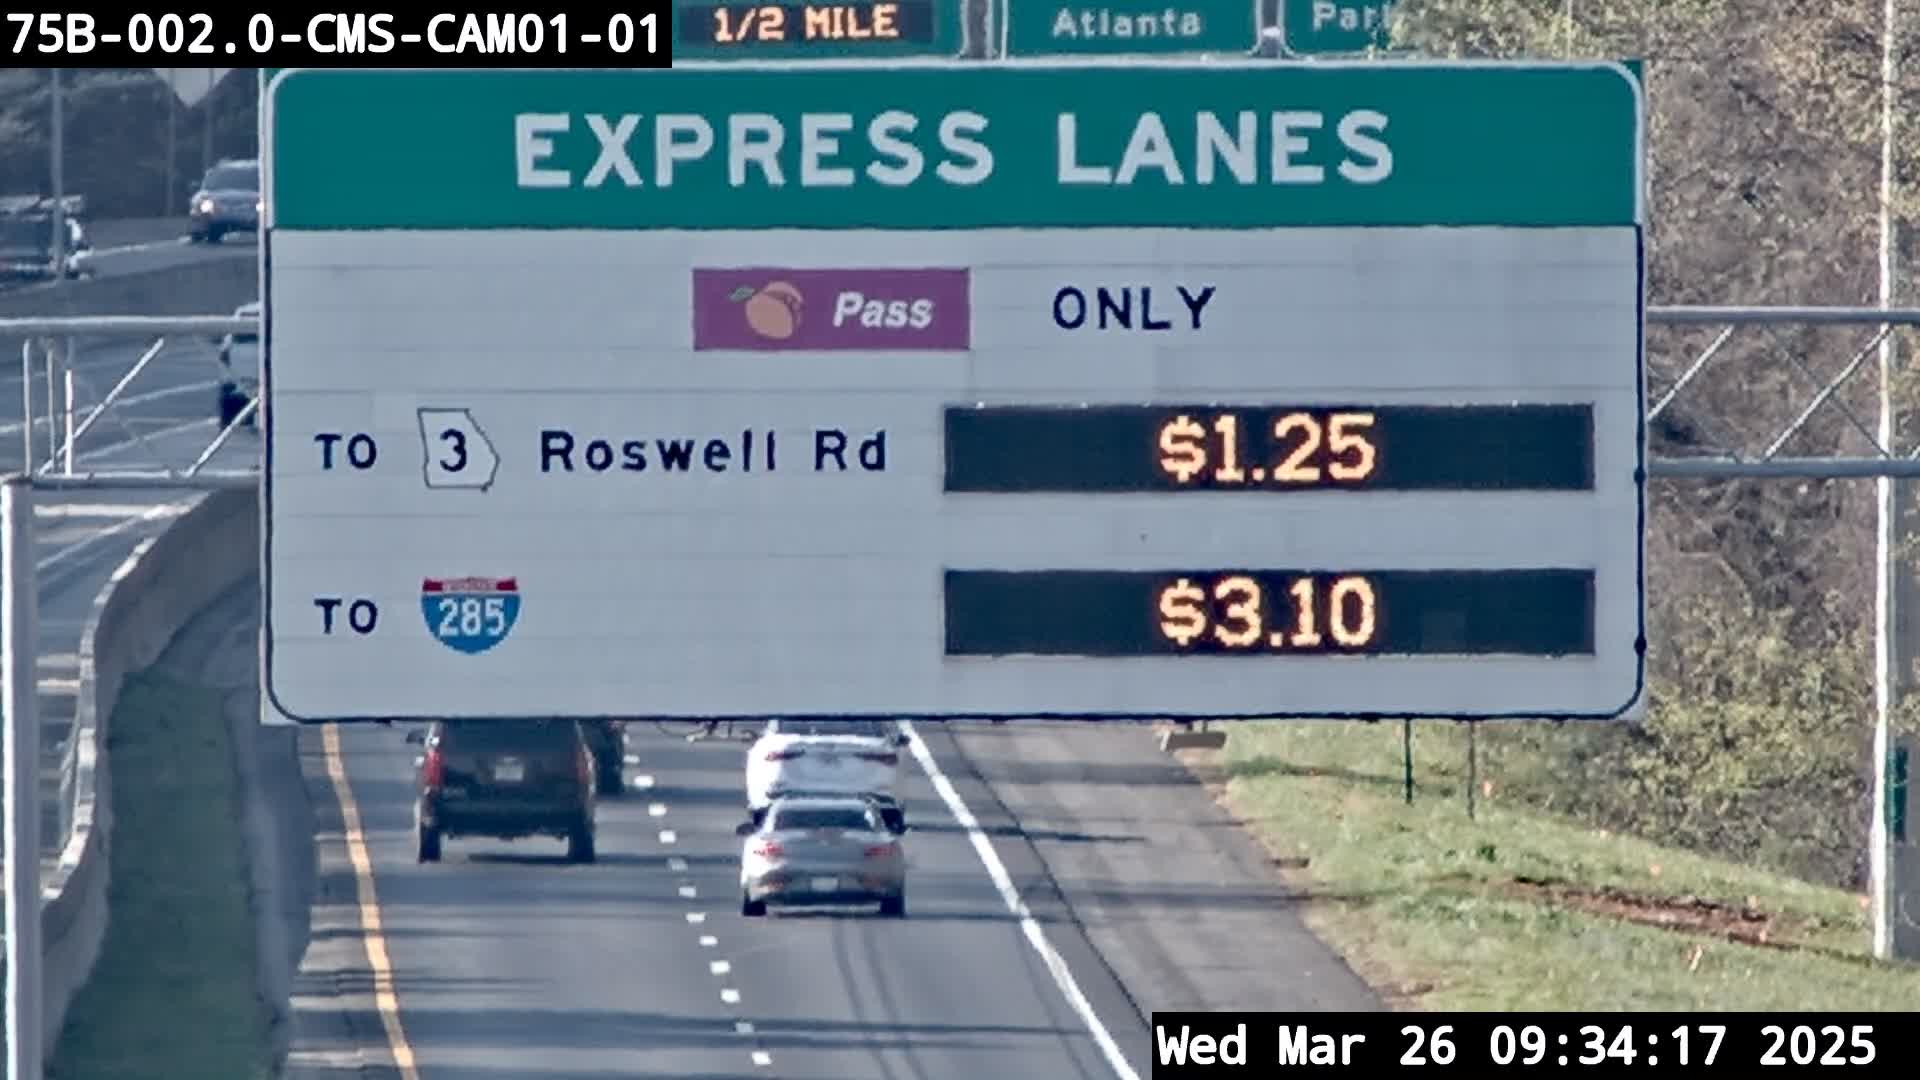 75B-002.0-CMS-CAM01-01
1/2 MILE
Atlanta
EXPRESS LANES
Pass ONLY
TO 3 Roswell Rd $1.25
TO 285 $3.10
Wed Mar 26 09:34:17 2025